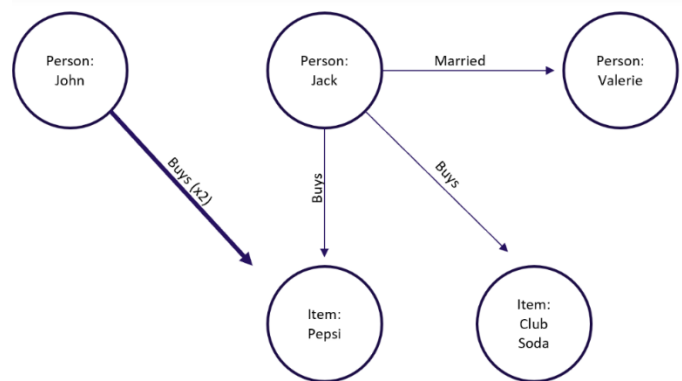 Person:
John
Person:
Jack
Married
Person:
Valerie
Buys (x2)
Buys
Buys
Item:
Pepsi
Item:
Club
Soda